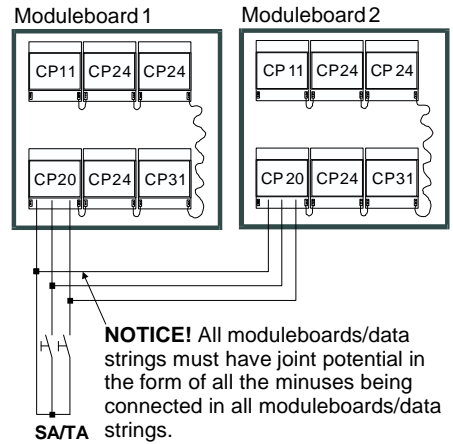 Moduleboard 1 Moduleboard 2
CP11 CP24 CP24 CP 11 CP24 CP 24
CP20 CP24 CP31 CP 20 CP24 CP31
NOTICE! All moduleboards/data
strings must have joint potential in
the form of all the minuses being
connected in all moduleboards/data
SA/TA strings.